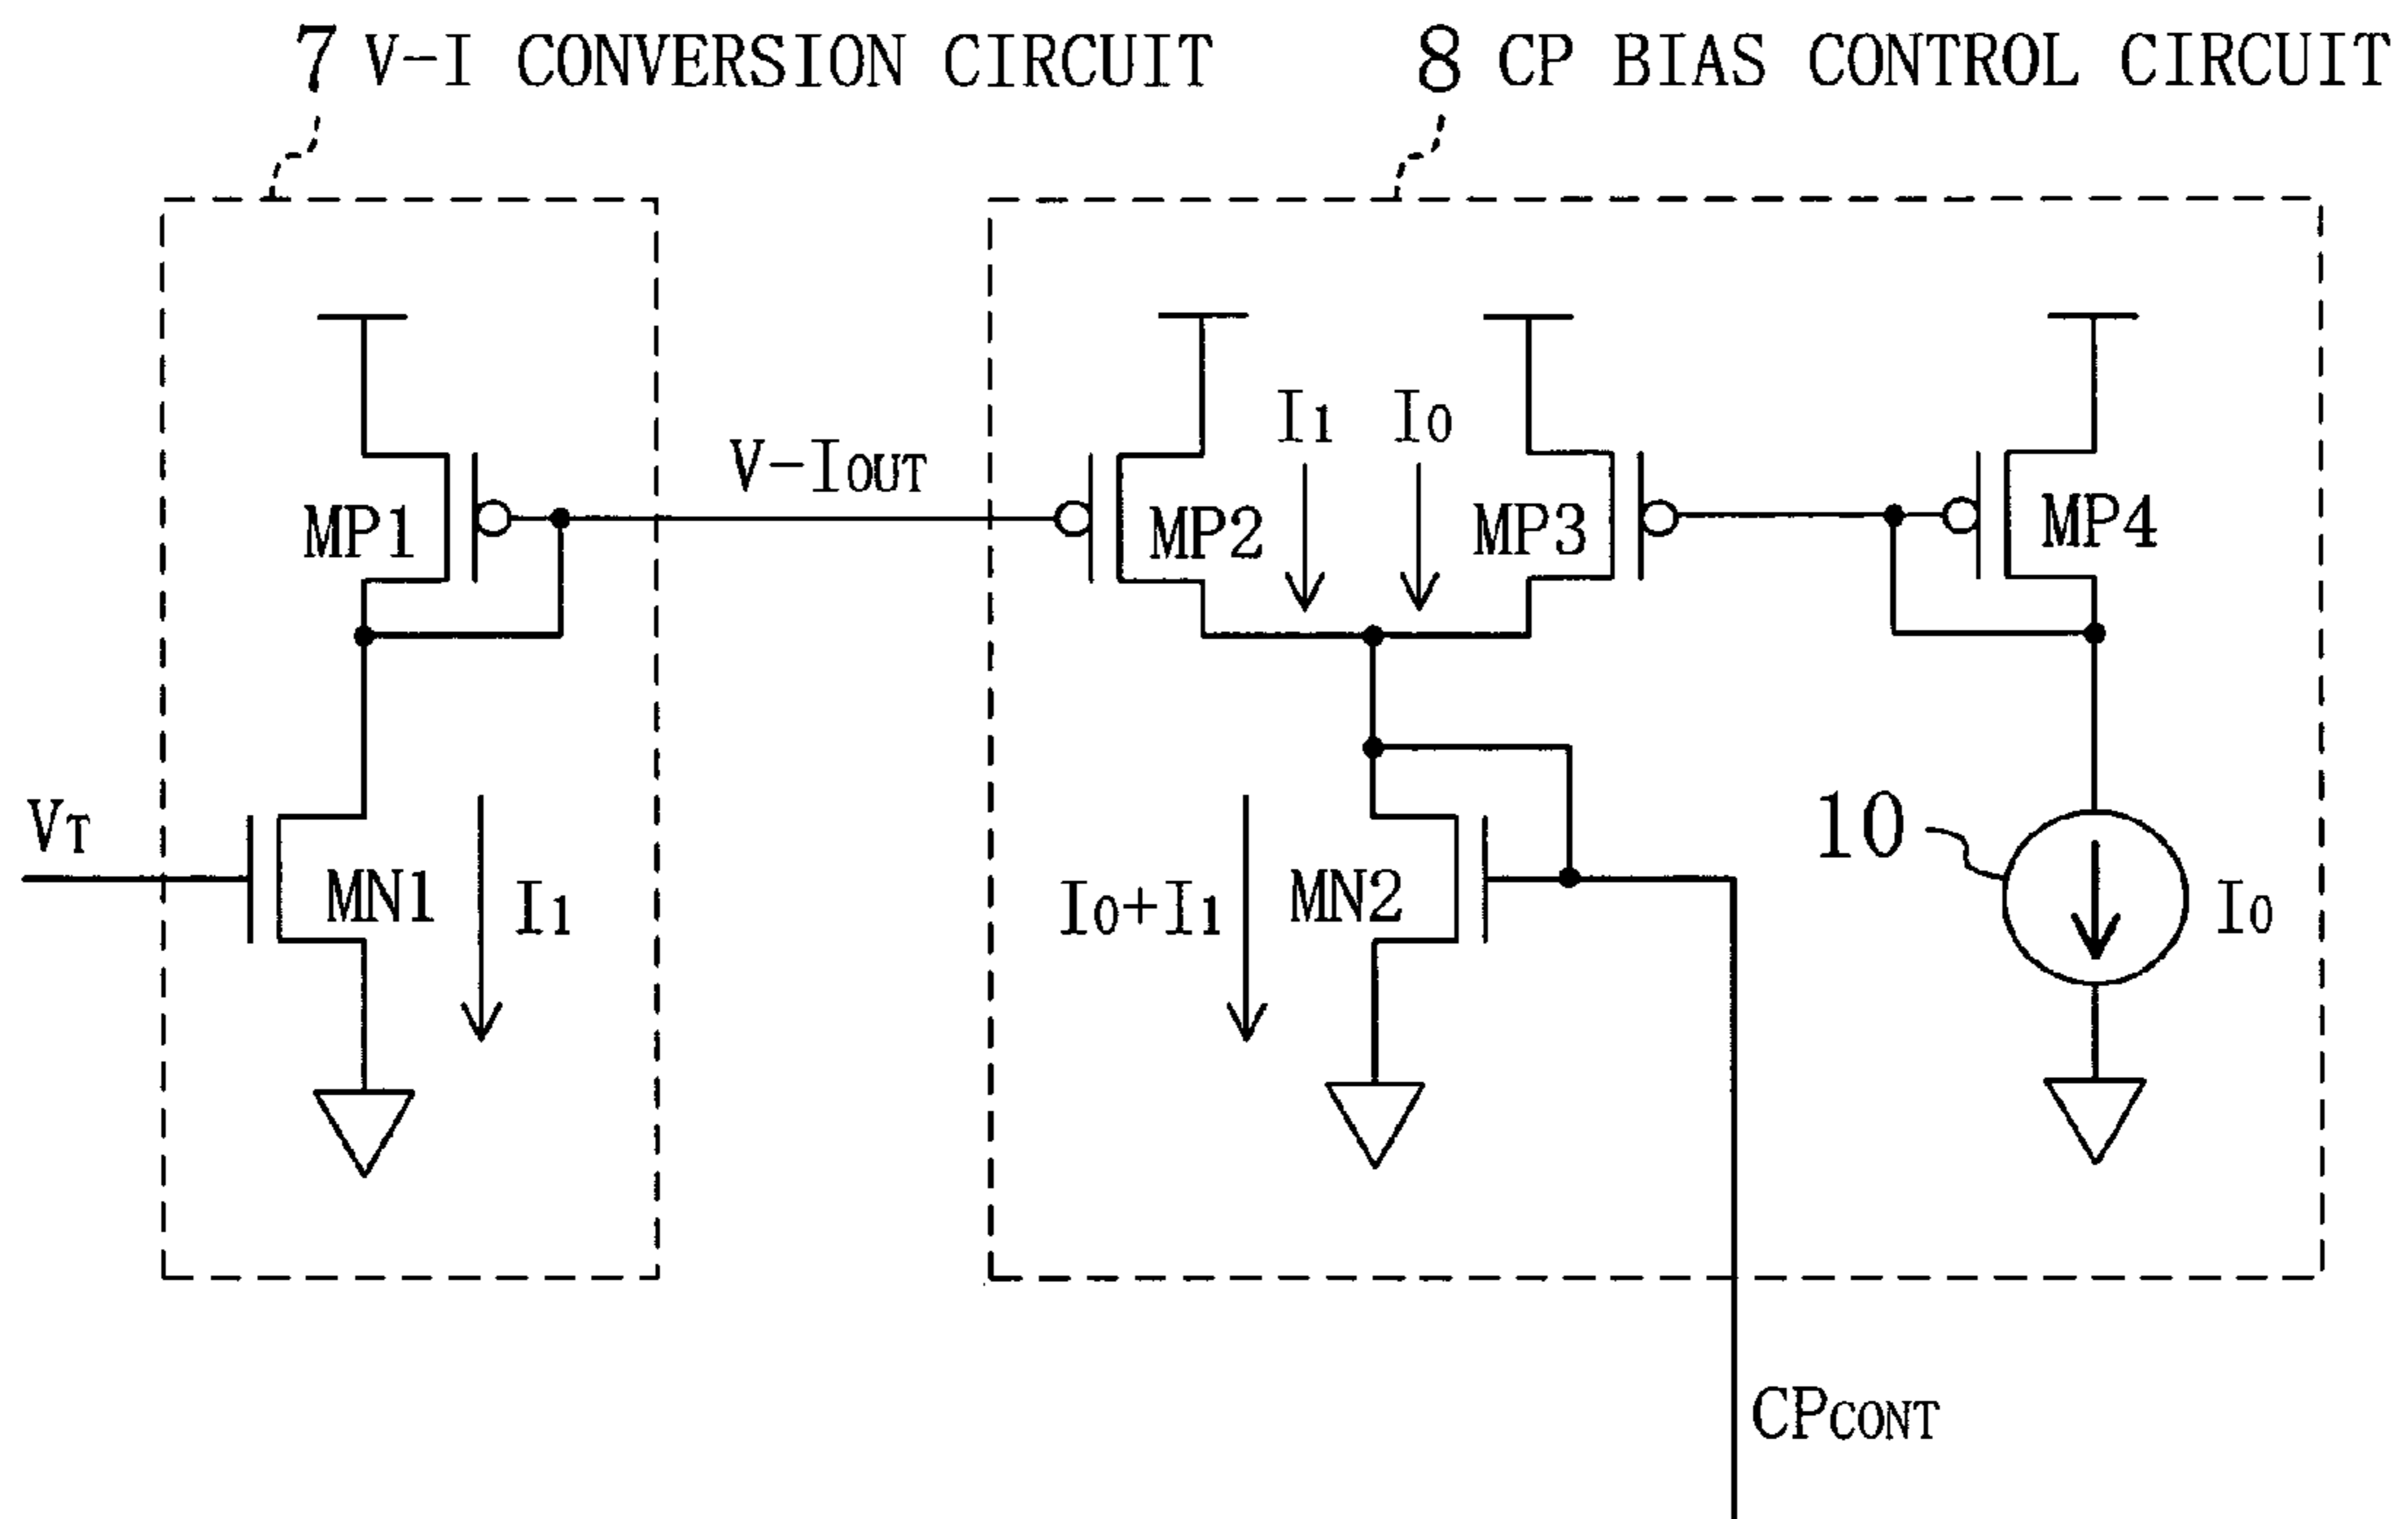 7 V-I CONVERSION CIRCUIT
8 CP BIAS CONTROL CIRCUIT
I1
I0
V-IOUT
MP1
MP2
MP3
MP4
VT
MN1
I1
I0+I1
MN2
10
I0
CPCONT